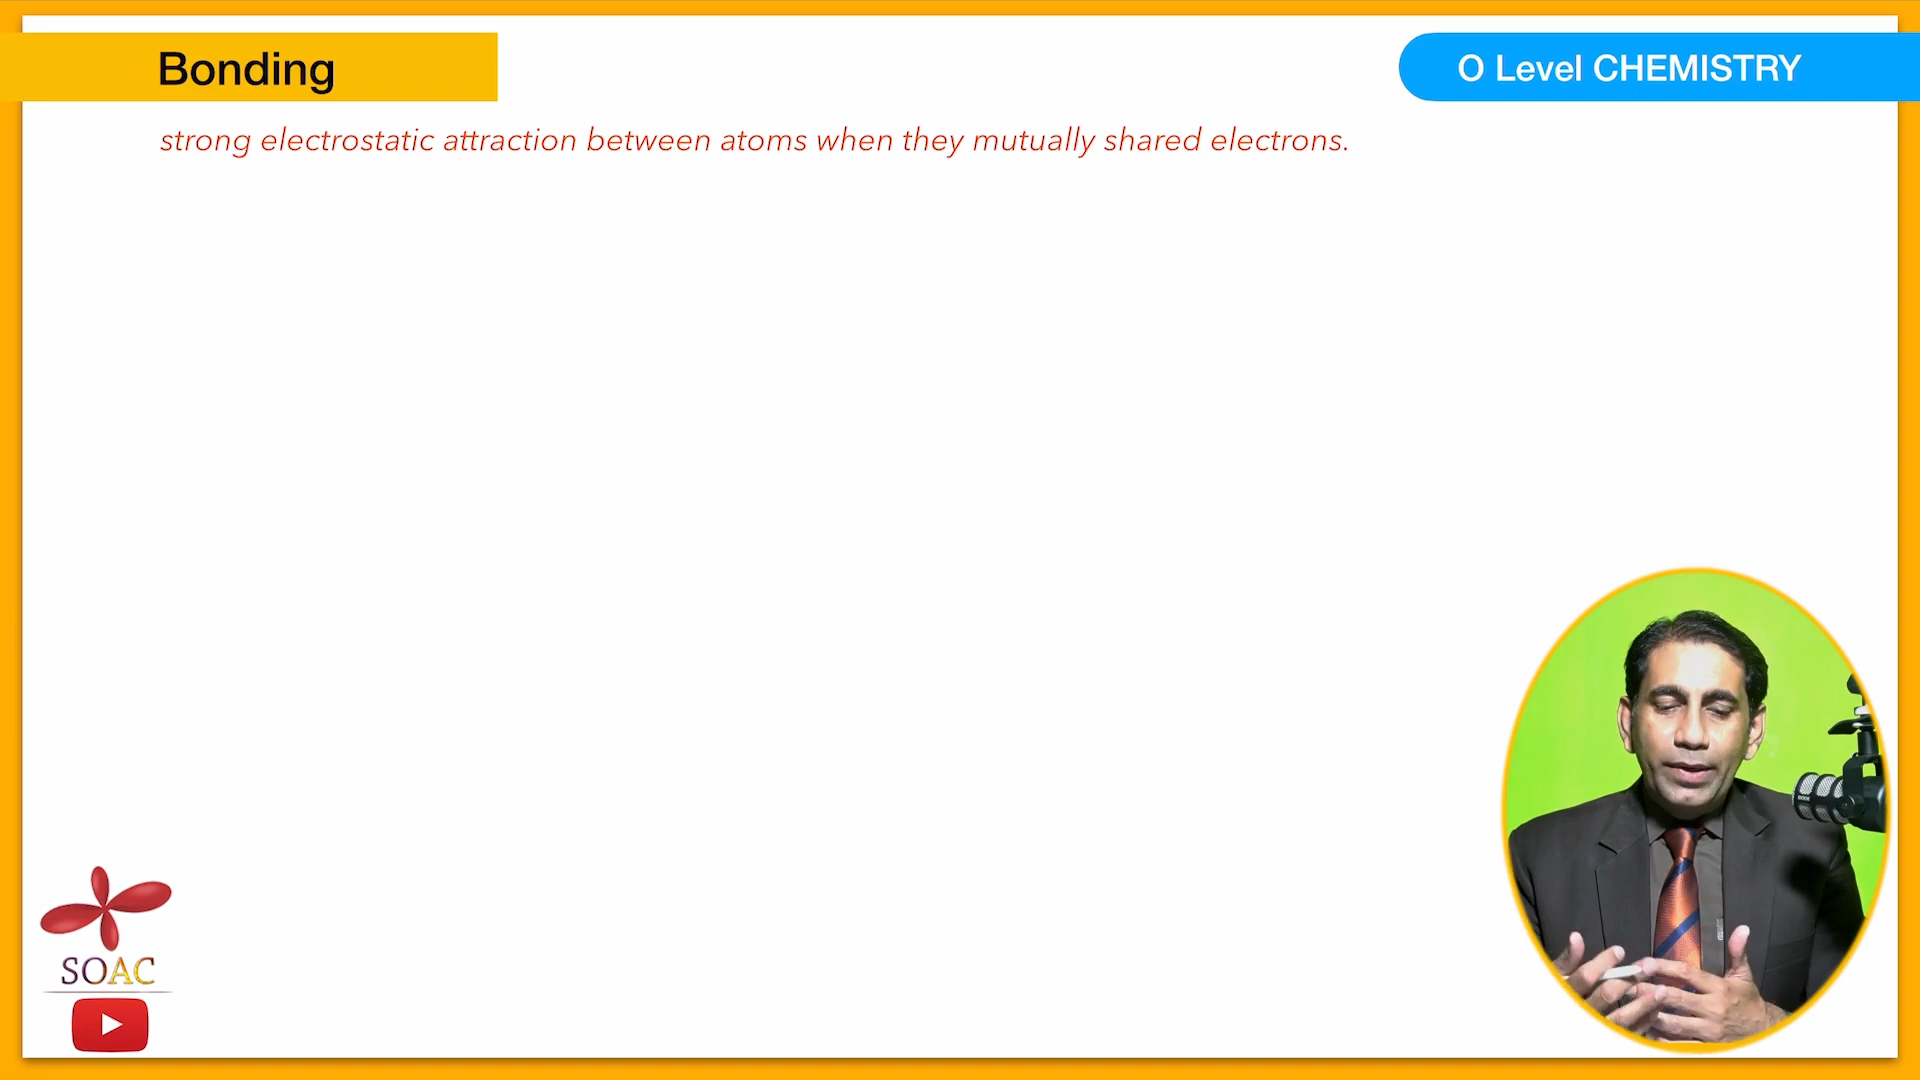 Bonding
O Level CHEMISTRY
strong electrostatic attraction between atoms when they mutually shared electrons.
SOAC